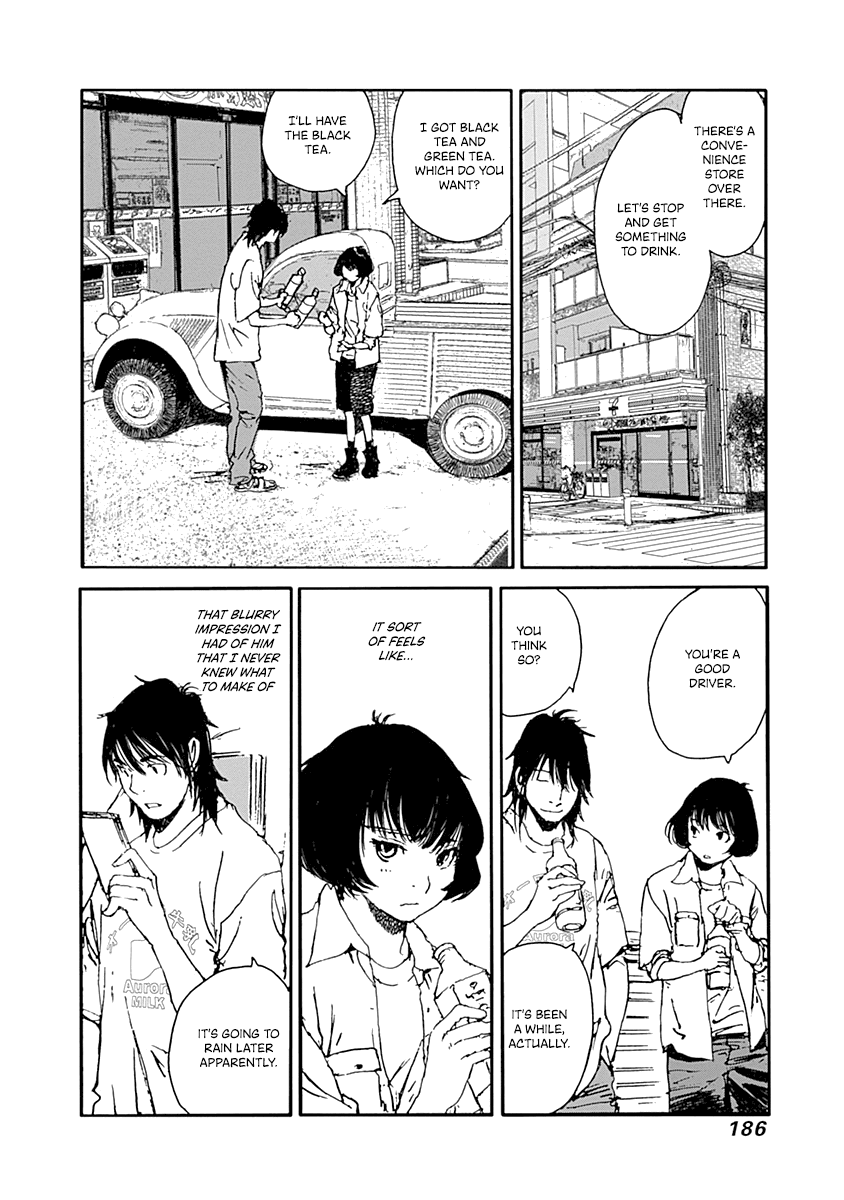 THERE'S A
CONVE-
NIENCE
STORE
OVER
THERE.
LET'S STOP
AND GET
SOMETHING
TO DRINK.
I GOT BLACK
TEA AND
GREEN TEA.
WHICH DO YOU
WANT?
I'LL HAVE
THE BLACK
TEA.
YOU'RE A
GOOD
DRIVER.
YOU
THINK
SO?
Aurora
IT'S BEEN
A WHILE,
ACTUALLY.
IT SORT
OF FEELS
LIKE...
THAT BLURRY
IMPRESSION I
HAD OF HIM
THAT I NEVER
KNEW WHAT
TO MAKE OF
牛乳
Aurora
MILK
IT'S GOING TO
RAIN LATER
APPARENTLY.
186